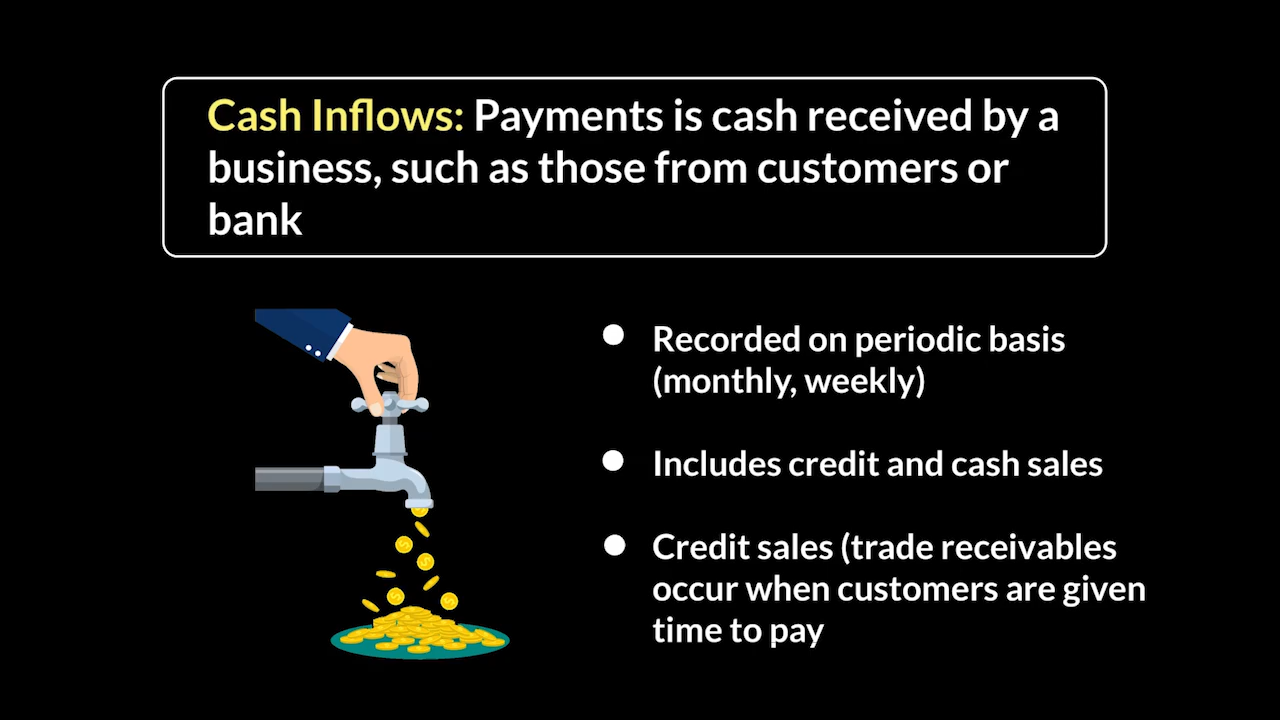 Cash Inflows: Payments is cash received by a
business, such as those from customers or
bank
Recorded on periodic basis
(monthly, weekly)
Includes credit and cash sales
Credit sales (trade receivables
occur when customers are given
time to pay